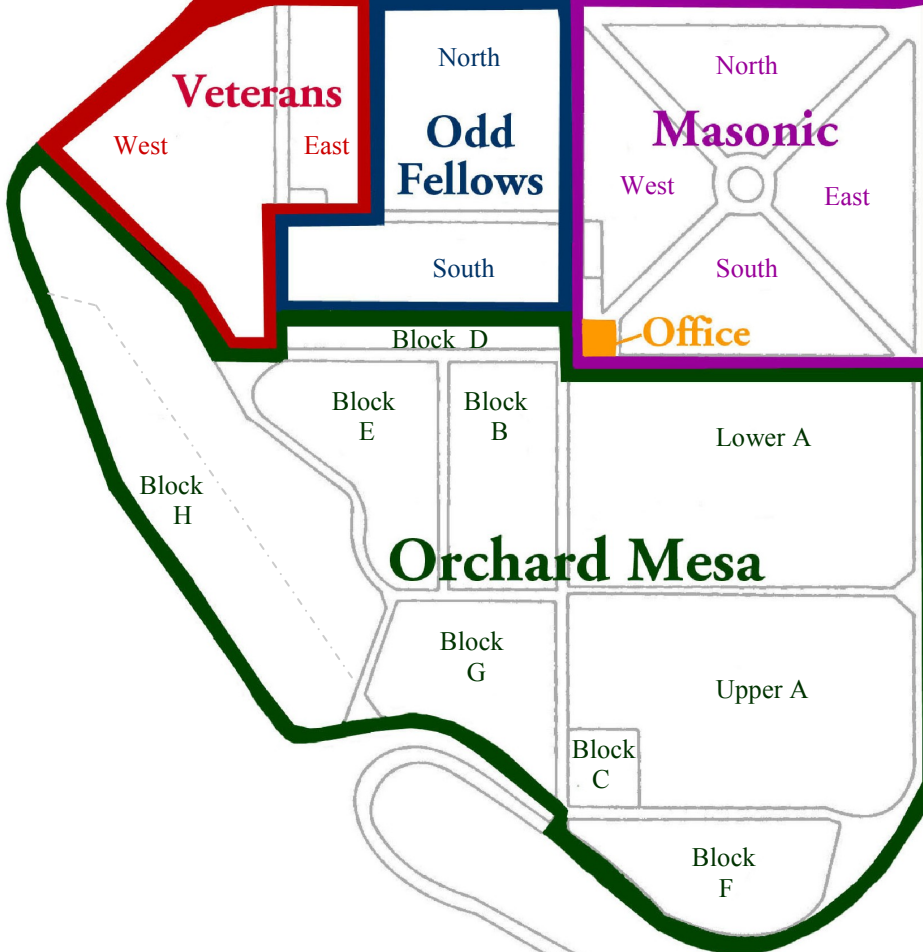 North
North
Veterans
Odd
Fellows
Masonic
West
East
West
East
South
South
Office
Block D
Block
E
Block
B
Lower A
Block
H
Orchard Mesa
Block
G
Upper A
Block
C
Block
F